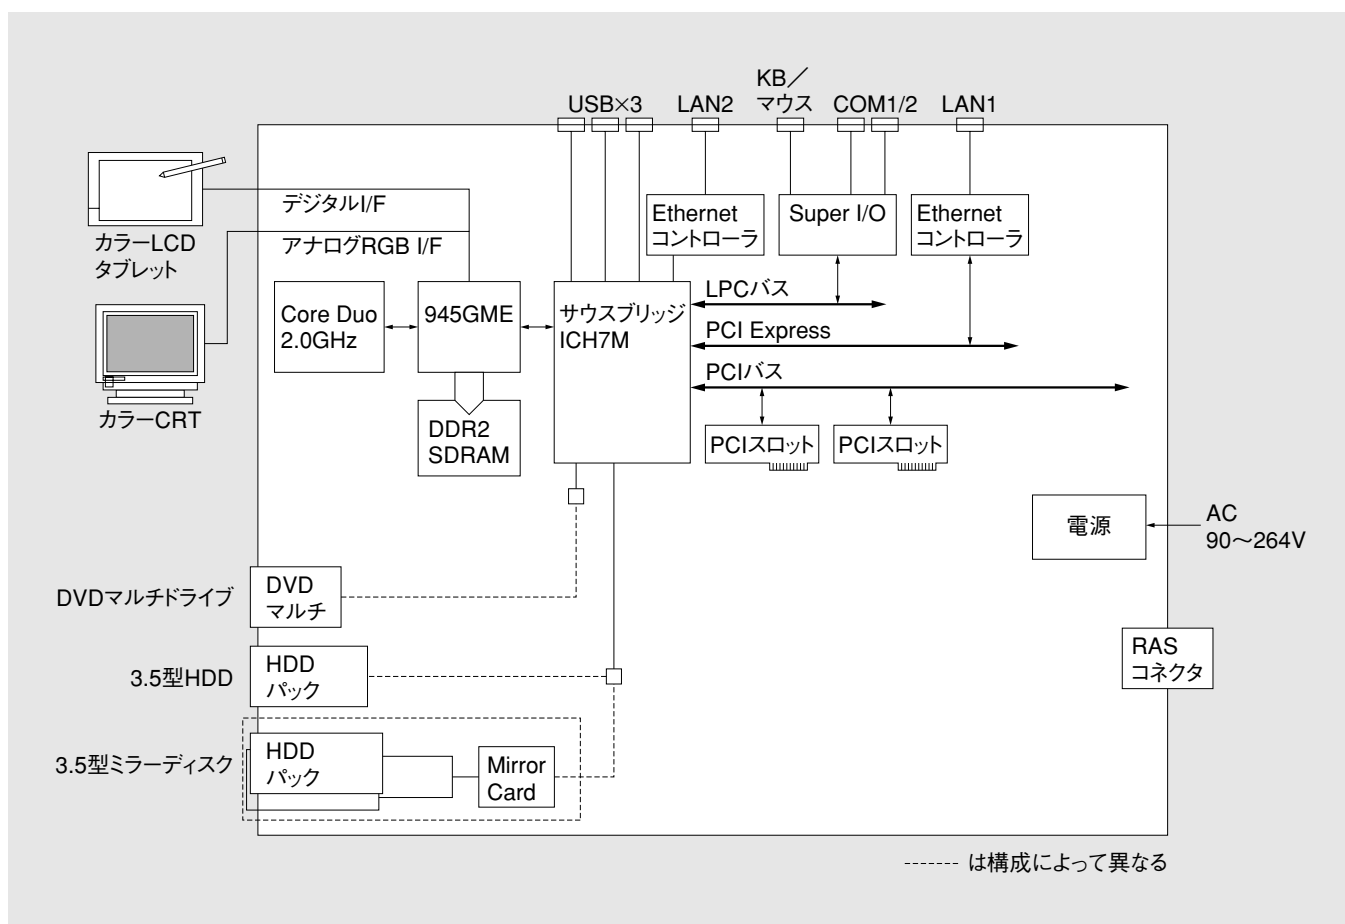 KB／
マウス
USB×3
LAN2
COM1/2
LAN1
デジタルI/F
アナログRGB I/F
カラーLCD
タブレット
カラーCRT
Ethernet
コントローラ
Super I/O
Ethernet
コントローラ
Core Duo
2.0GHz
945GME
サウスブリッジ
ICH7M
LPCバス
PCI Express
PCIバス
DDR2
SDRAM
PCIスロット
PCIスロット
電源
AC
90～264V
DVDマルチドライブ
DVD
マルチ
3.5型HDD
HDD
パック
RAS
コネクタ
3.5型ミラーディスク
HDD
パック
Mirror
Card
は構成によって異なる